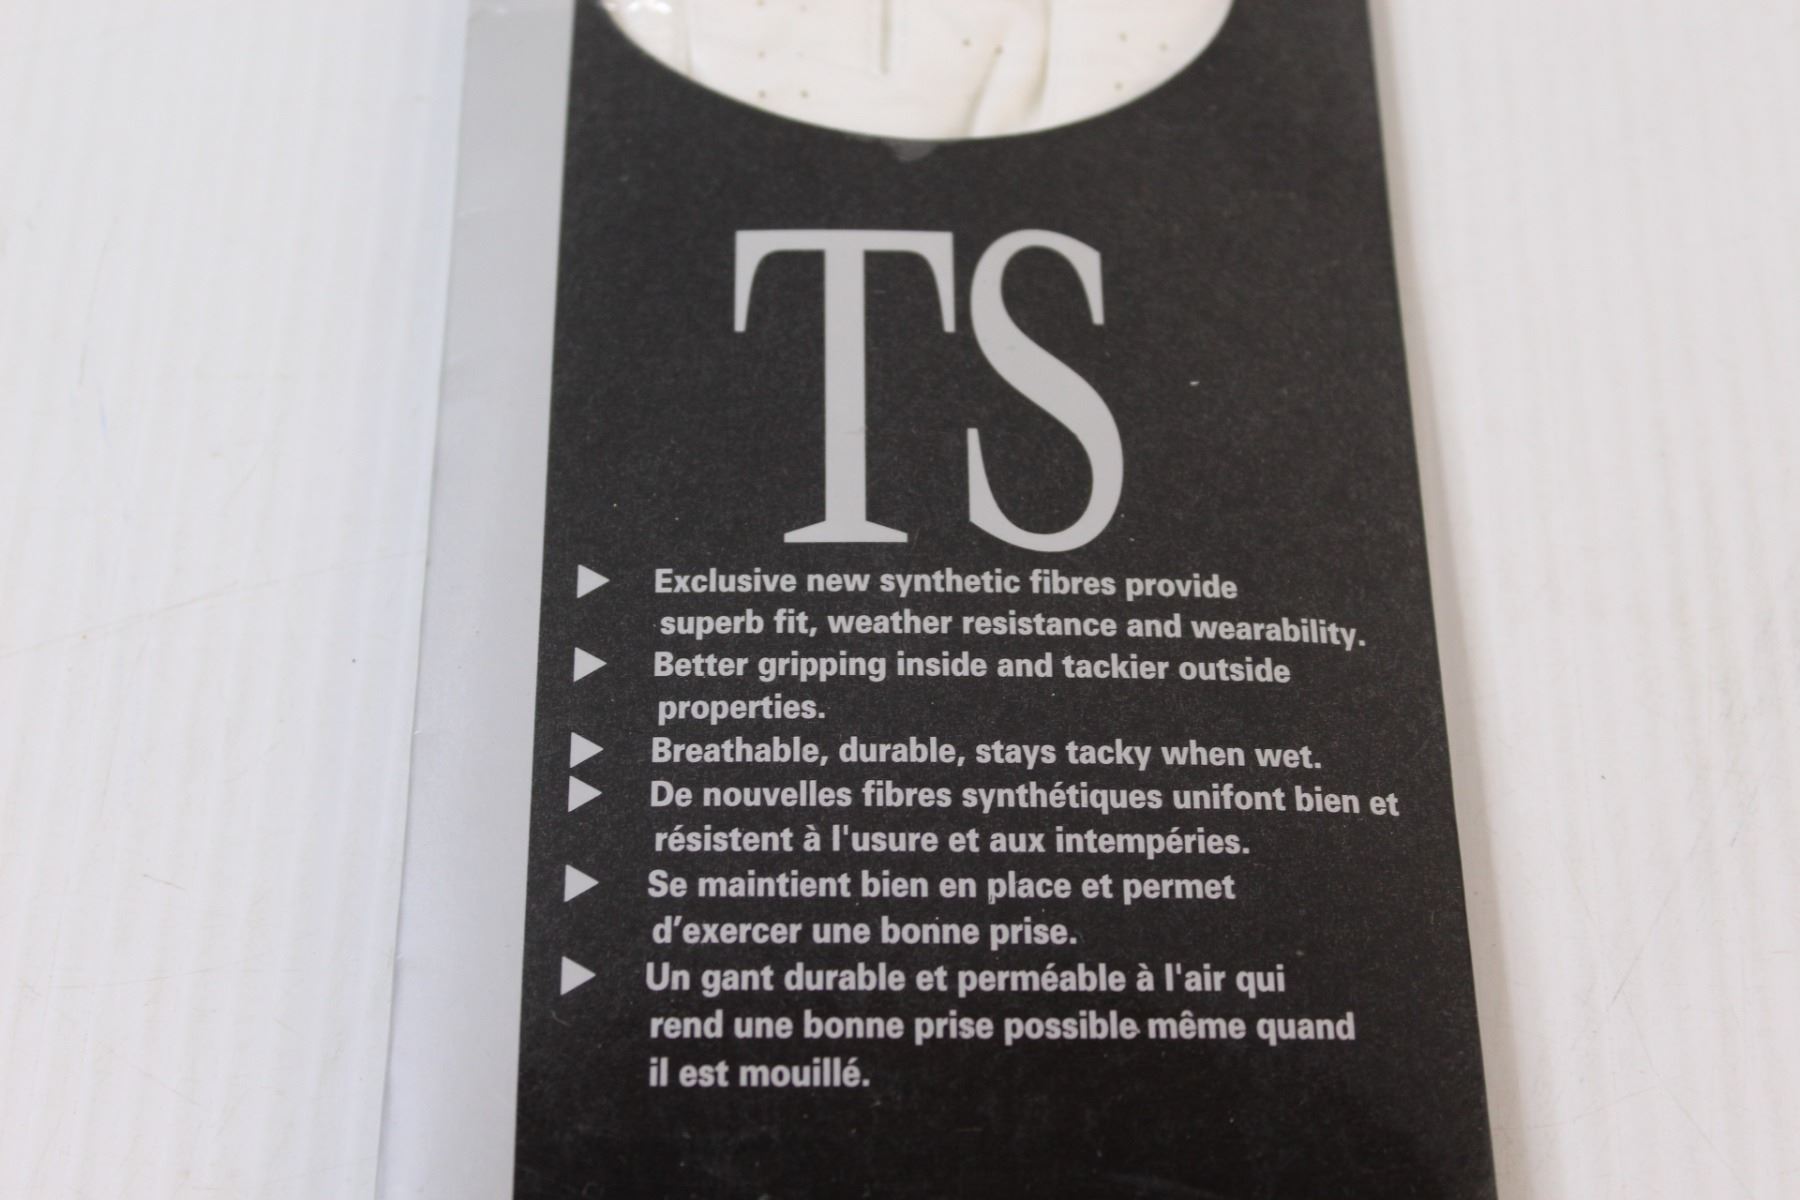 TS
Exclusive new synthetic fibres provide
superb fit, weather resistance and wearability.
Better gripping inside and tackier outside
properties.
Breathable, durable, stays tacky when wet.
De nouvelles fibres synthétiques unifont bien et
résistent à l'usure et aux intempéries.
Se maintient bien en place et permet
d'exercer une bonne prise.
Un gant durable et perméable à l'air qui
rend une bonne prise possible même quand
il est mouillé.